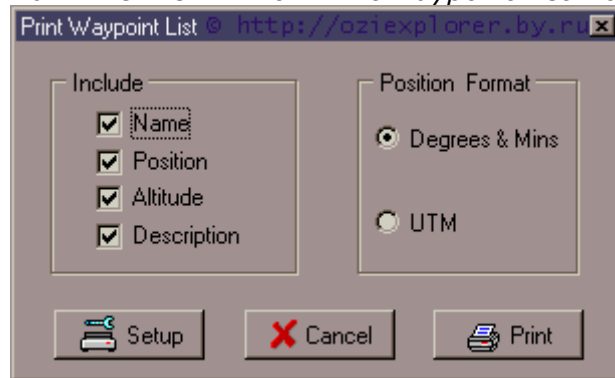 Print Waypoint List © http://oziexplorer.by.ru
Include
Name
Position
Altitude
Description
Position Format
Degrees & Mins
UTM
Setup
Cancel
Print